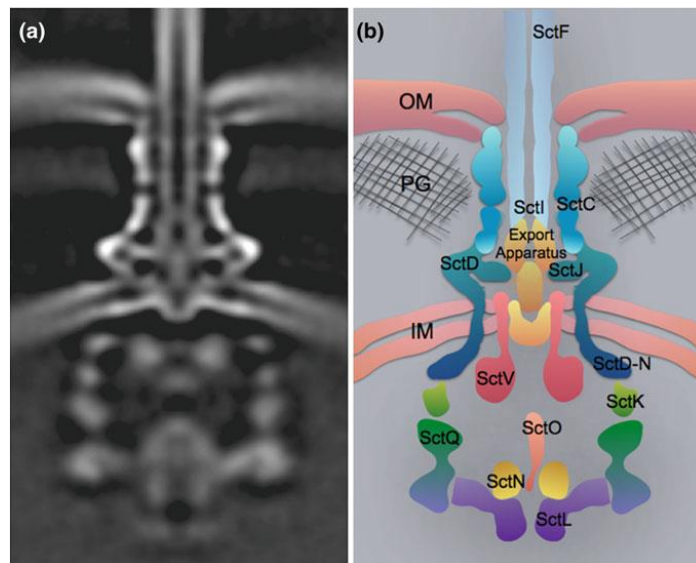 (a)
(b)
SctF
OM
PG
SctI
SctC
Export
Apparatus
SctD
SctJ
IM
SctD-N
SctV
SctK
SctQ
SctO
SctN
SctL